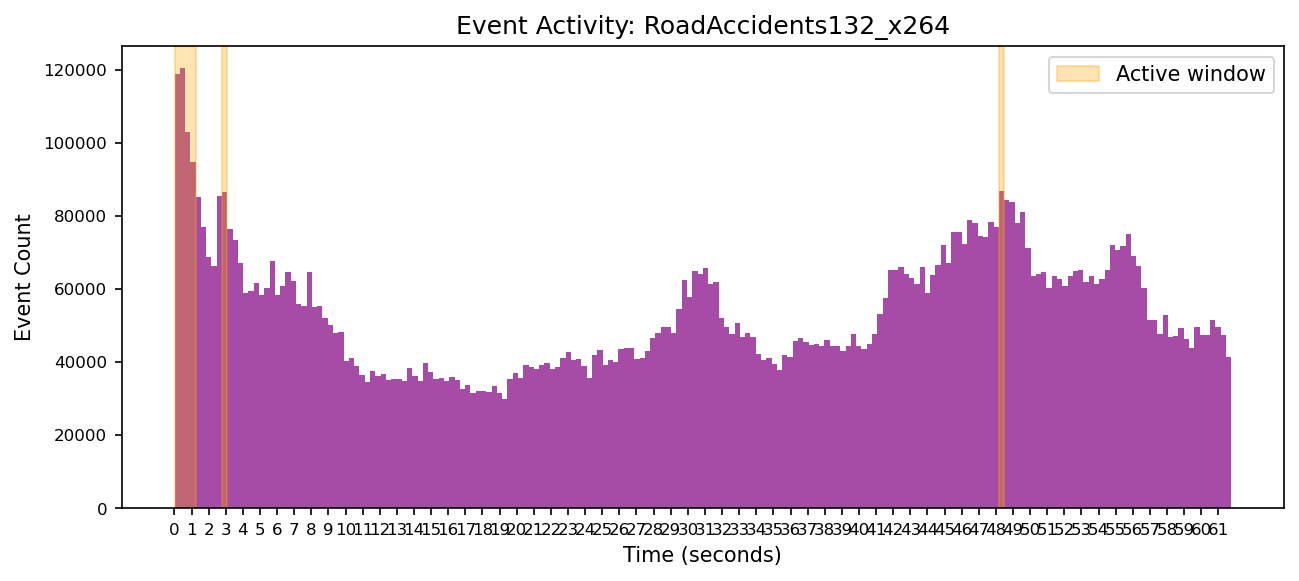 Event Activity: RoadAccidents132_x264
Active window
Event Count
120000
100000
80000
60000
40000
20000
0
0 1 2 3 4 5 6 7 8 9 10 11 12 13 14 15 16 17 18 19 20 21 22 23 24 25 26 27 28 29 30 31 32 33 34 35 36 37 38 39 40 41 42 43 44 45 46 47 48 49 50 51 52 53 54 55 56 57 58 59 60 61
Time (seconds)